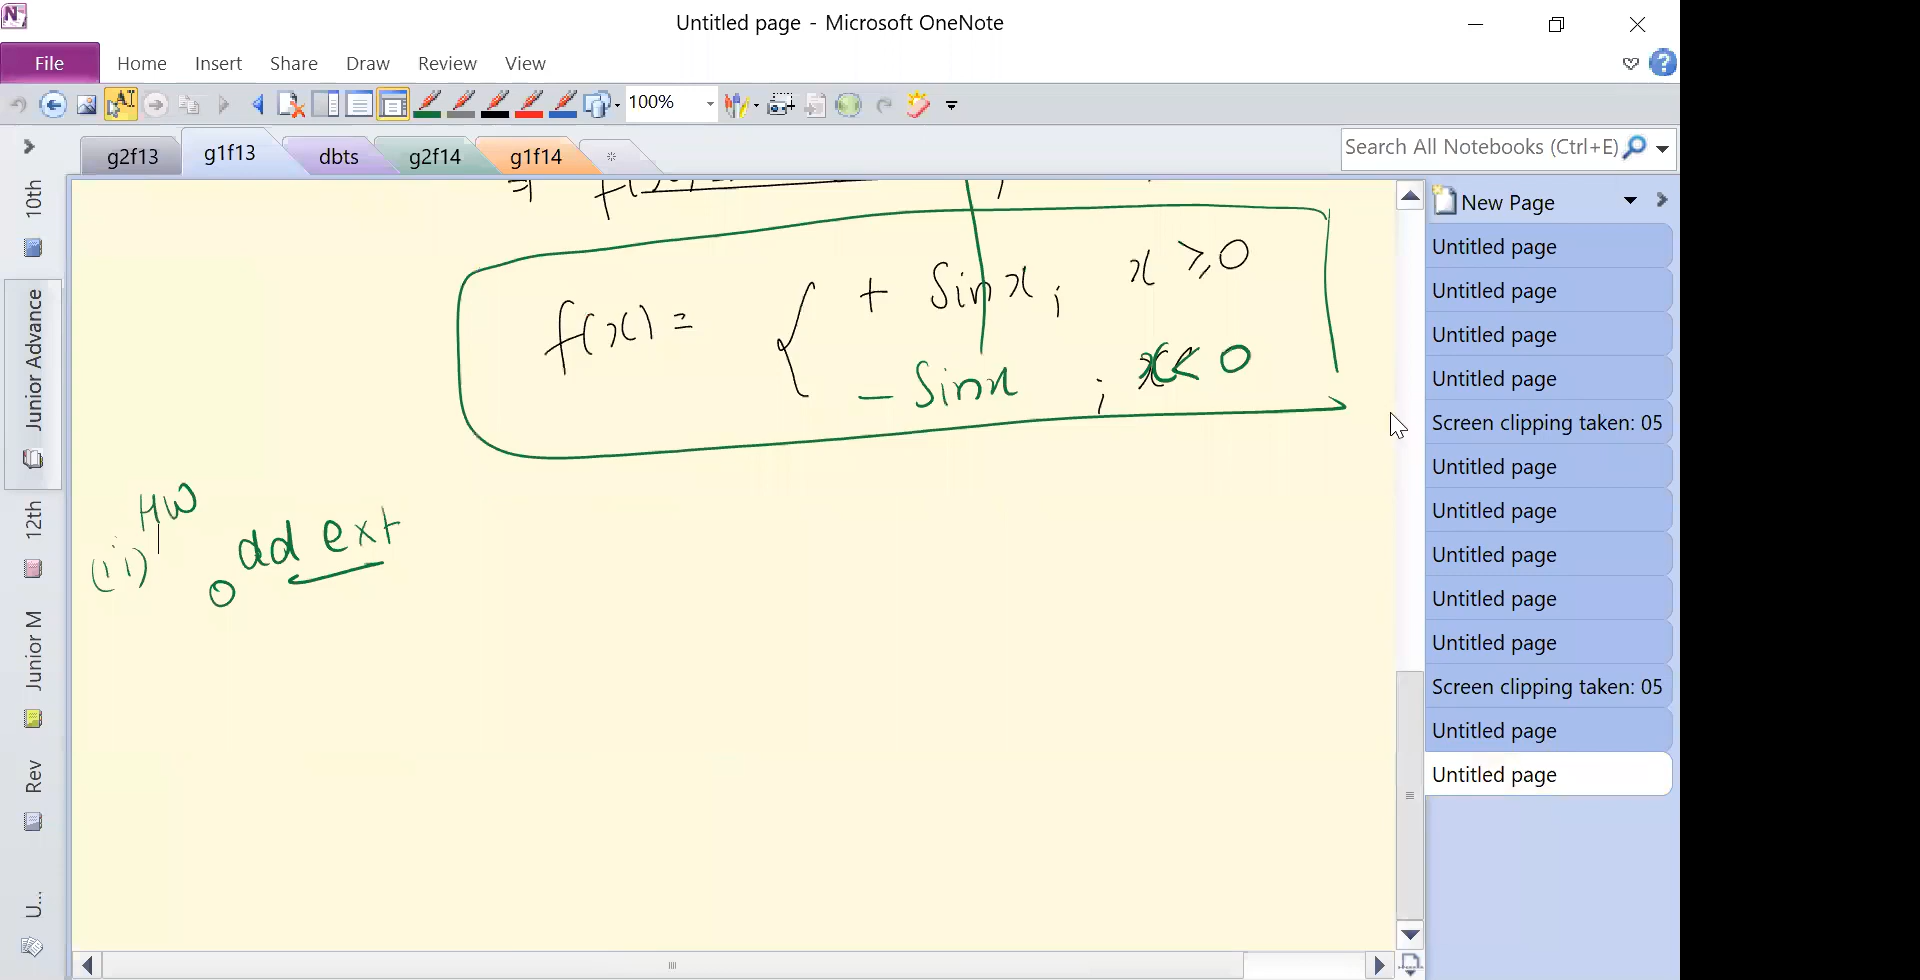 Untitled page - Microsoft OneNote
File Home Insert Share Draw Review View
100%
g2f13 g1f13 dbts g2f14 g1f14
Search All Notebooks (Ctrl+E)
10th
Junior Advance
12th
Junior M
Rev
U...
New Page
Untitled page
Untitled page
Untitled page
Untitled page
Screen clipping taken: 05
Untitled page
Untitled page
Untitled page
Untitled page
Untitled page
Screen clipping taken: 05
Untitled page
Untitled page
f(x) = { + Sinx ; x ≥ 0
- Sinx ; x < 0
HW
(ii) odd ext